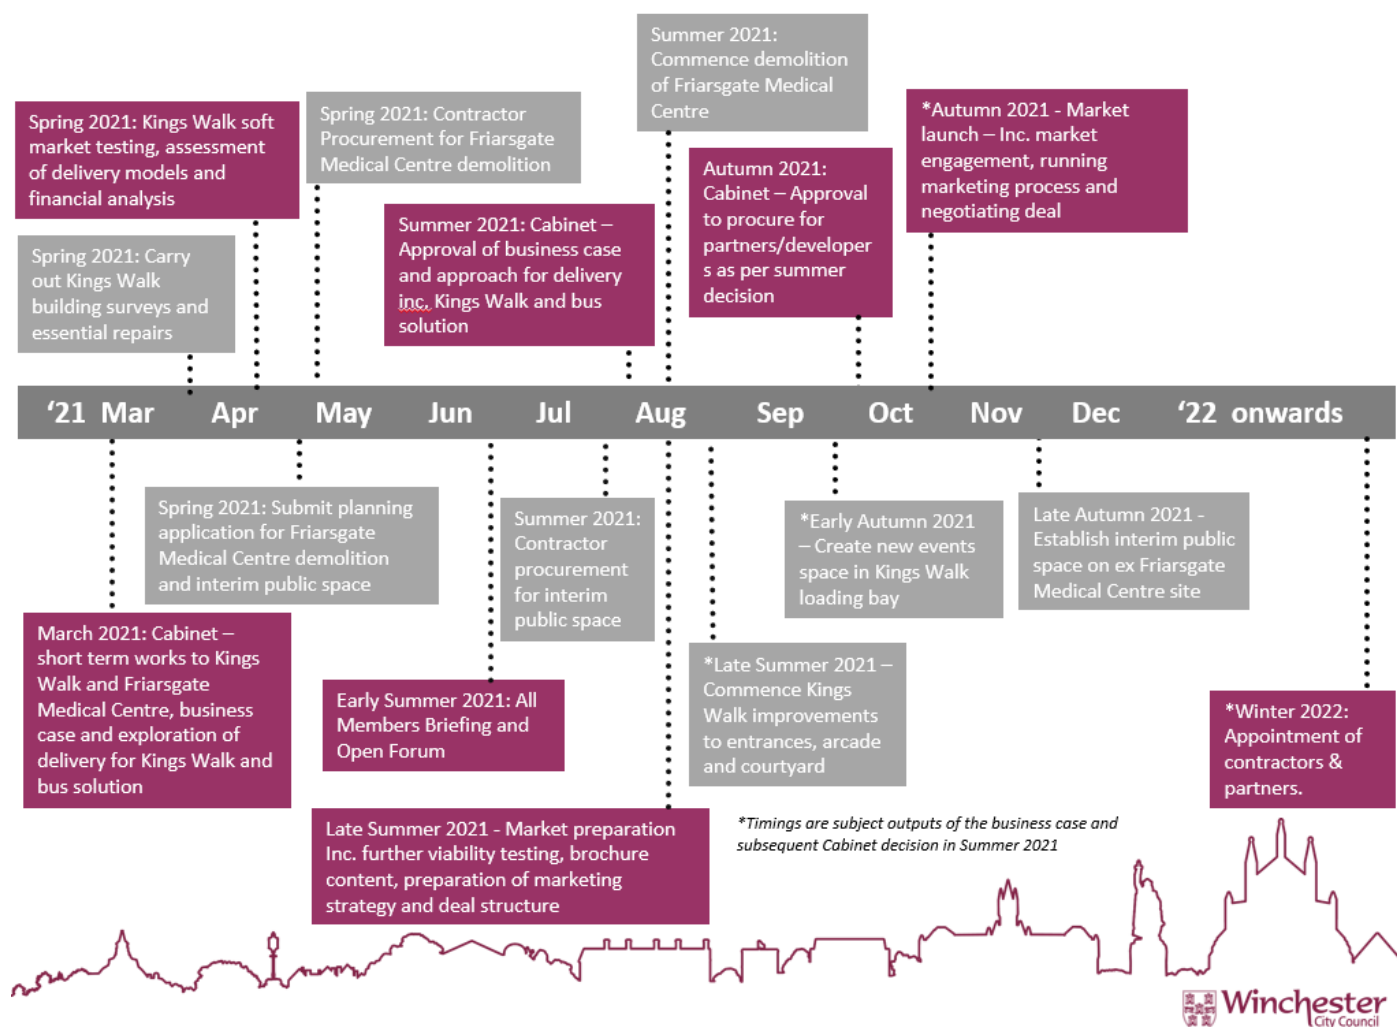 Summer 2021:
Commence demolition
of Friarsgate Medical
Centre
Spring 2021: Kings Walk soft
market testing, assessment
of delivery models and
financial analysis
Spring 2021: Contractor
Procurement for Friarsgate
Medical Centre demolition
*Autumn 2021 - Market
launch – Inc. market
engagement, running
marketing process and
negotiating deal
Autumn 2021:
Cabinet – Approval
to procure for
partners/developer
s as per summer
decision
Summer 2021: Cabinet –
Approval of business case
and approach for delivery
inc. Kings Walk and bus
solution
Spring 2021: Carry
out Kings Walk
building surveys and
essential repairs
‘21 Mar Apr May Jun Jul Aug Sep Oct Nov Dec ‘22 onwards
Spring 2021: Submit planning
application for Friarsgate
Medical Centre demolition
and interim public space
Summer 2021:
Contractor
procurement
for interim
public space
*Early Autumn 2021
– Create new events
space in Kings Walk
loading bay
Late Autumn 2021 -
Establish interim public
space on ex Friarsgate
Medical Centre site
March 2021: Cabinet –
short term works to Kings
Walk and Friarsgate
Medical Centre, business
case and exploration of
delivery for Kings Walk and
bus solution
Early Summer 2021: All
Members Briefing and
Open Forum
*Late Summer 2021 –
Commence Kings
Walk improvements
to entrances, arcade
and courtyard
*Winter 2022:
Appointment of
contractors &
partners.
Late Summer 2021 - Market preparation
Inc. further viability testing, brochure
content, preparation of marketing
strategy and deal structure
*Timings are subject outputs of the business case and
subsequent Cabinet decision in Summer 2021
Winchester
City Council